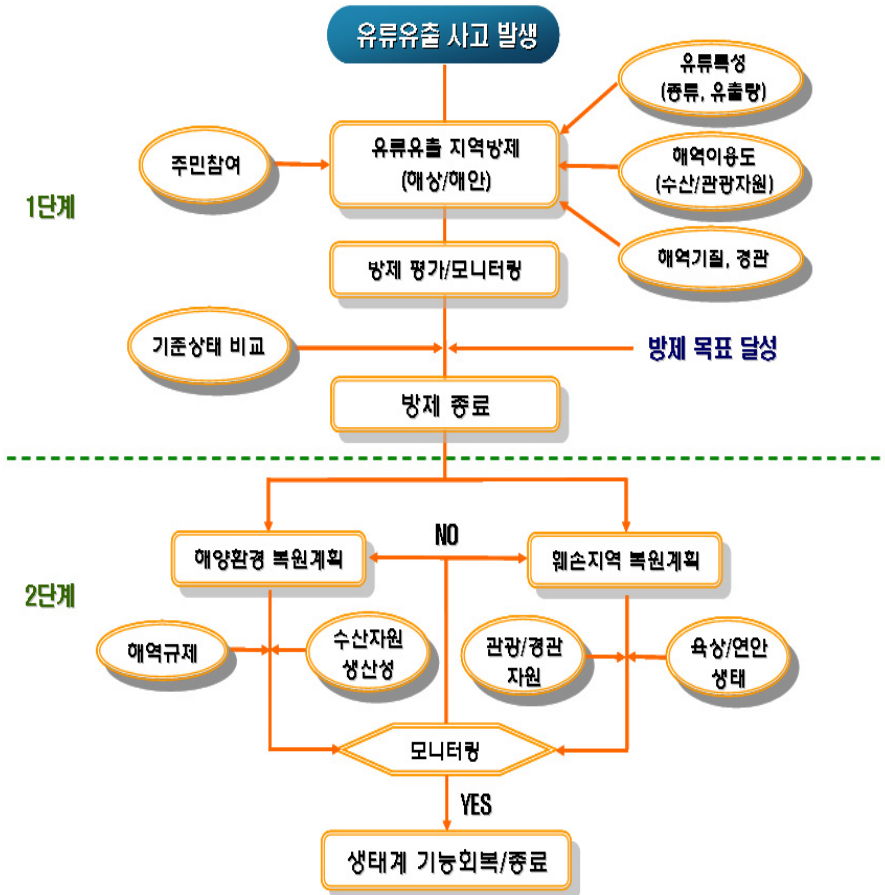 유류유출 사고 발생
유류특성
(종류, 유출량)
주민참여
유류유출 지역방제
(해상/해안)
해역이용도
(수산/관광자원)
1단계
해역기질, 경관
방제 평가/모니터링
기준상태 비교
방제 목표 달성
방제 종료
NO
해양환경 복원계획
훼손지역 복원계획
2단계
해역규제
수산자원
생산성
관광/경관
자원
육상/연안
생태
모니터링
YES
생태계 기능회복/종료